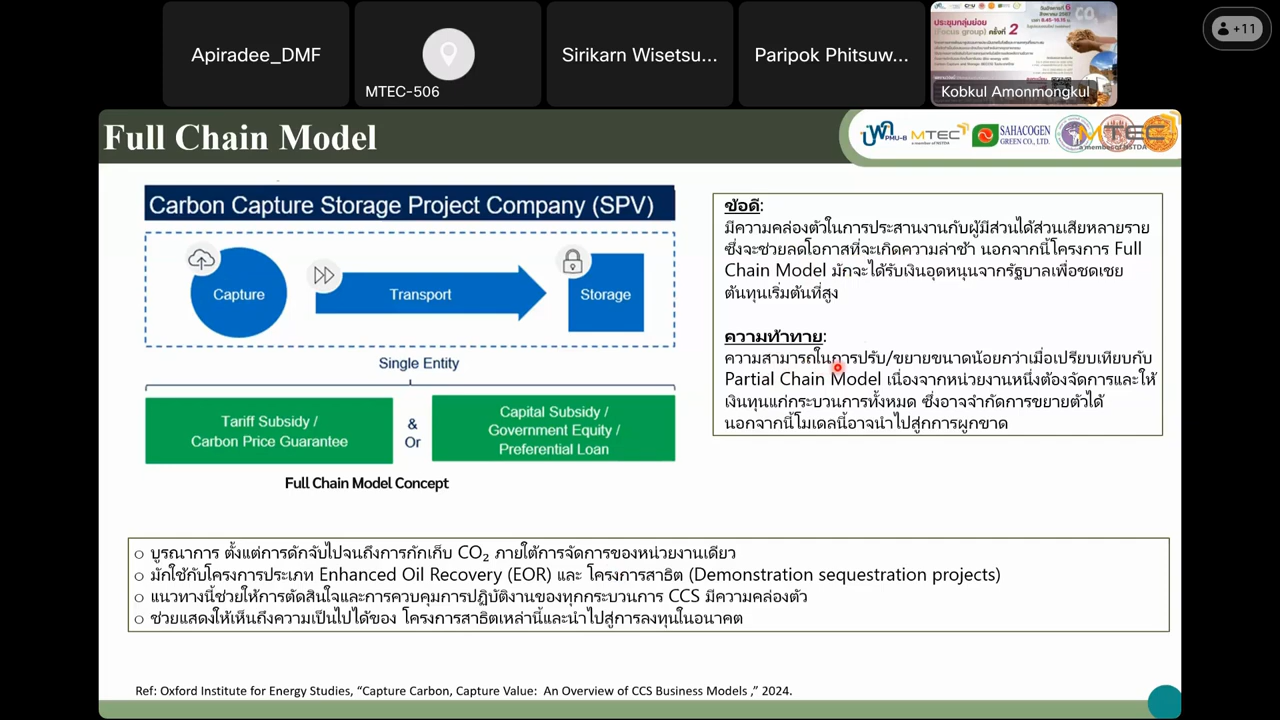 Apir
CC-506
Sirikarn Wisetsu...
Paripok Phitsuw...
Kobkul Amonmongkul
+11
ประชุมกลุ่มย่อย
(Focus group) ครั้งที่ 2
Full Chain Model
PMU-B
MTEC
a member of NSTDA
SAHACOGEN
GREEN CO., LTD.
MTEC
a member of NSTDA
Carbon Capture Storage Project Company (SPV)
Capture
Transport
Storage
Single Entity
Tariff Subsidy /
Carbon Price Guarantee
&
Or
Capital Subsidy /
Government Equity /
Preferential Loan
Full Chain Model Concept
ข้อดี:
มีความคล่องตัวในการประสานงานกับผู้มีส่วนได้ส่วนเสียหลายราย
ซึ่งจะช่วยลดโอกาสที่จะเกิดความล่าช้า นอกจากนี้โครงการ Full
Chain Model มักจะได้รับเงินอุดหนุนจากรัฐบาลเพื่อชดเชย
ต้นทุนเริ่มต้นที่สูง
ความท้าทาย:
ความสามารถในการปรับ/ขยายขนาดน้อยกว่าเมื่อเปรียบเทียบกับ
Partial Chain Model เนื่องจากหน่วยงานหนึ่งต้องจัดการและให้
เงินทุนแก่กระบวนการทั้งหมด ซึ่งอาจจำกัดการขยายตัวได้
นอกจากนี้โมเดลนี้อาจนำไปสู่กการผูกขาด
○ บูรณาการ ตั้งแต่การดักจับไปจนถึงการกักเก็บ CO₂ ภายใต้การจัดการของหน่วยงานเดียว
○ มักใช้กับโครงการประเภท Enhanced Oil Recovery (EOR) และ โครงการสาธิต (Demonstration sequestration projects)
○ แนวทางนี้ช่วยให้การตัดสินใจและการควบคุมการปฏิบัติงานของทุกกระบวนการ CCS มีความคล่องตัว
○ ช่วยแสดงให้เห็นถึงความเป็นไปได้ของ โครงการสาธิตเหล่านี้และนำไปสู่การลงทุนในอนาคต
Ref: Oxford Institute for Energy Studies, “Capture Carbon, Capture Value: An Overview of CCS Business Models ,” 2024.